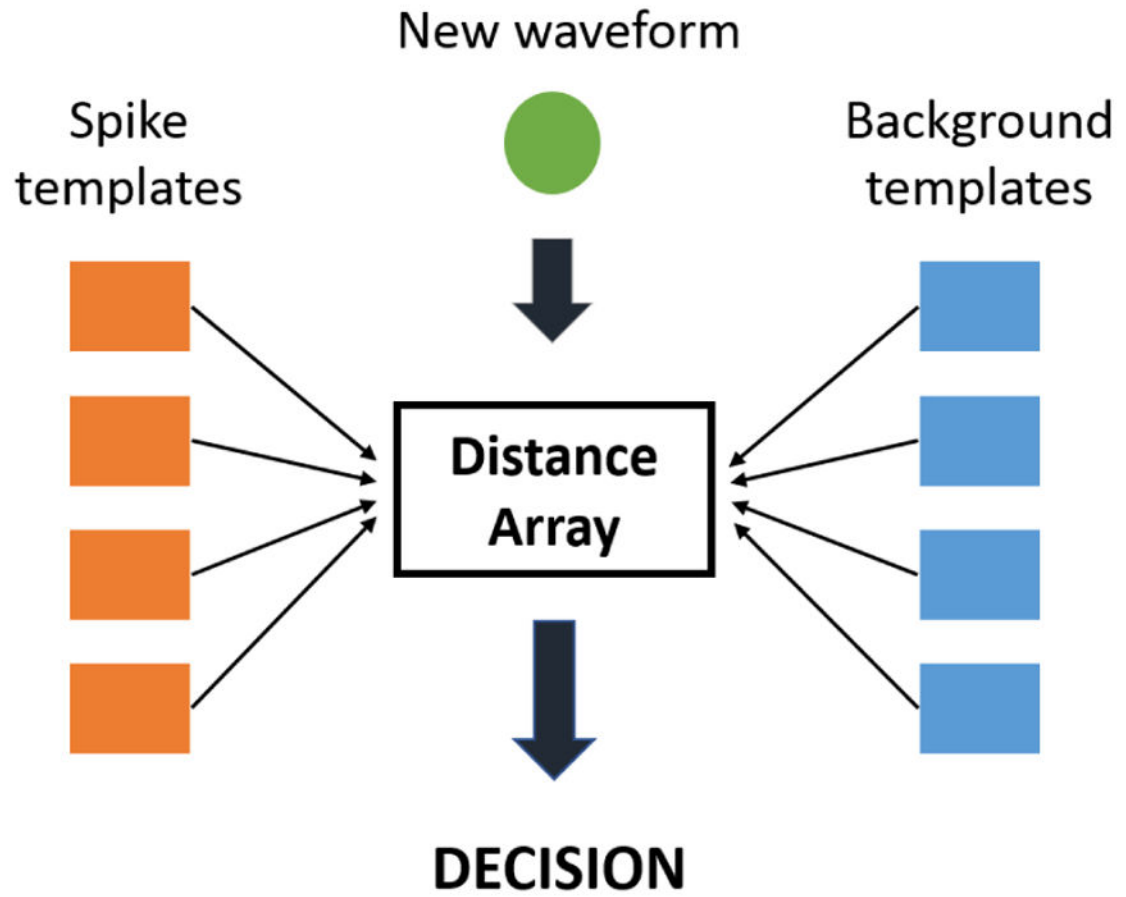 New waveform
Spike
templates
Background
templates
Distance
Array
DECISION